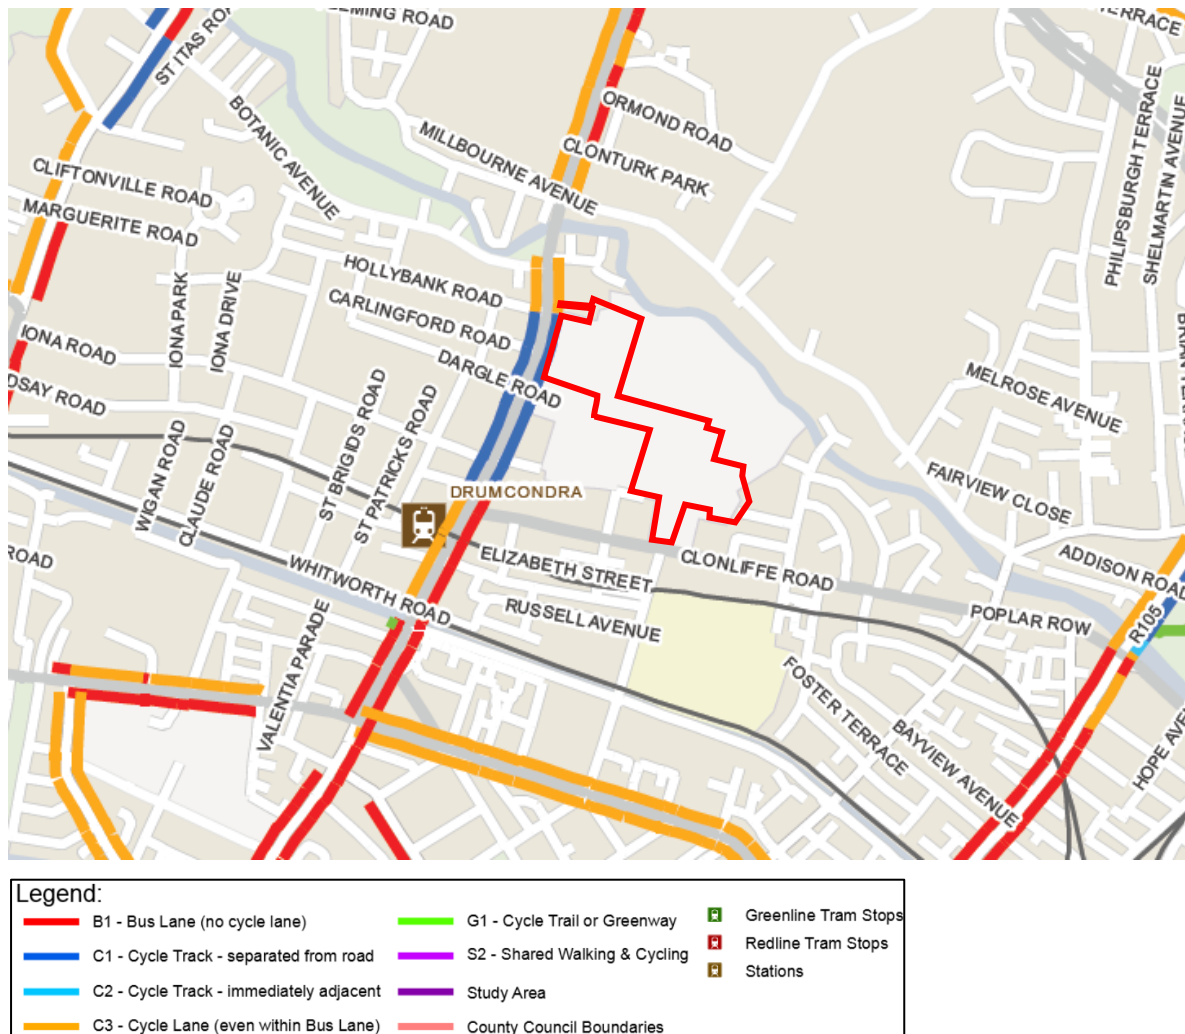 FLEMING ROAD
TERRACE
ST ITAS ROAD
BOTANIC AVENUE
ORMOND ROAD
MILLBOURNE AVENUE
CLONTURK PARK
PHILIPSBURGH TERRACE
SHELMARTIN AVENUE
CLIFTONVILLE ROAD
MARGUERITE ROAD
HOLLYBANK ROAD
CARLINGFORD ROAD
IONA PARK
IONA DRIVE
IONA ROAD
DSAY ROAD
DARGLE ROAD
MELROSE AVENUE
ST BRIGIDS ROAD
ST PATRICKS ROAD
WIGAN ROAD
CLAUDE ROAD
DRUMCONDRA
FAIRVIEW CLOSE
ROAD
WHITWORTH ROAD
ELIZABETH STREET
CLONLIFFE ROAD
ADDISON ROAD
RUSSELL AVENUE
POPLAR ROW
R105
VALENTIA PARADE
FOSTER TERRACE
BAYVIEW AVENUE
HOPE AVEN
Legend:
B1 - Bus Lane (no cycle lane)
C1 - Cycle Track - separated from road
C2 - Cycle Track - immediately adjacent
C3 - Cycle Lane (even within Bus Lane)
G1 - Cycle Trail or Greenway
S2 - Shared Walking & Cycling
Study Area
County Council Boundaries
Greenline Tram Stops
Redline Tram Stops
Stations